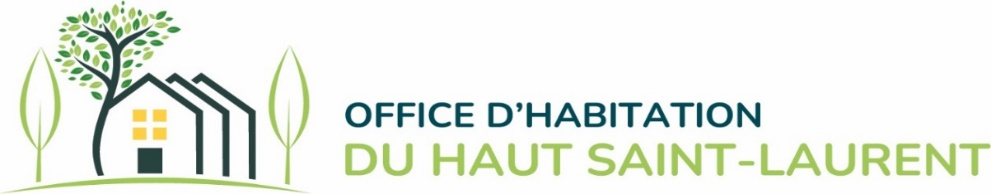 OFFICE D’HABITATION
DU HAUT SAINT-LAURENT